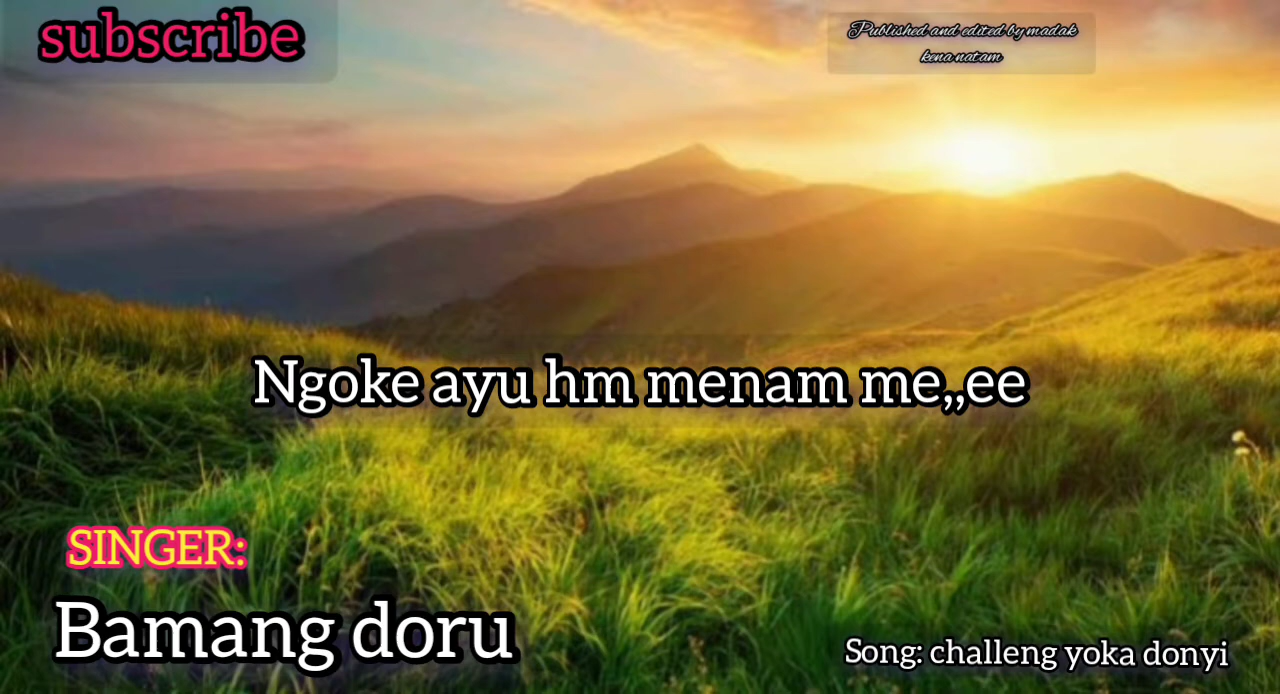 subscribe
Published and edited by madak
kena natam
Ngoke ayu hm menam me,,ee
SINGER:
Bamang doru
Song: challeng yoka donyi